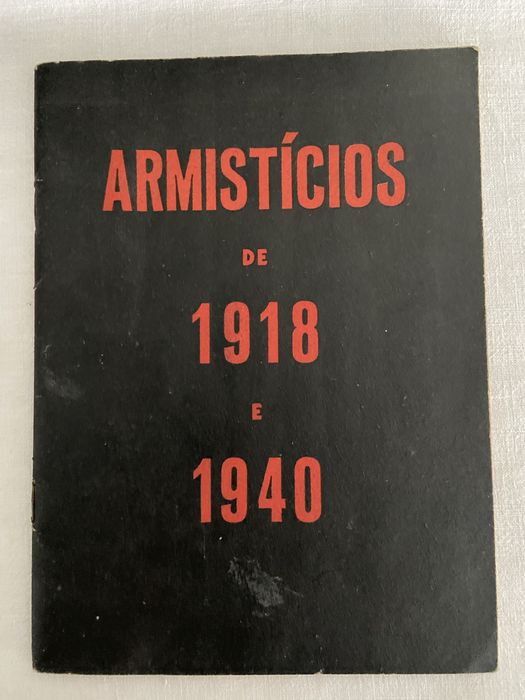 ARMISTÍCIOS
DE
1918
E
1940